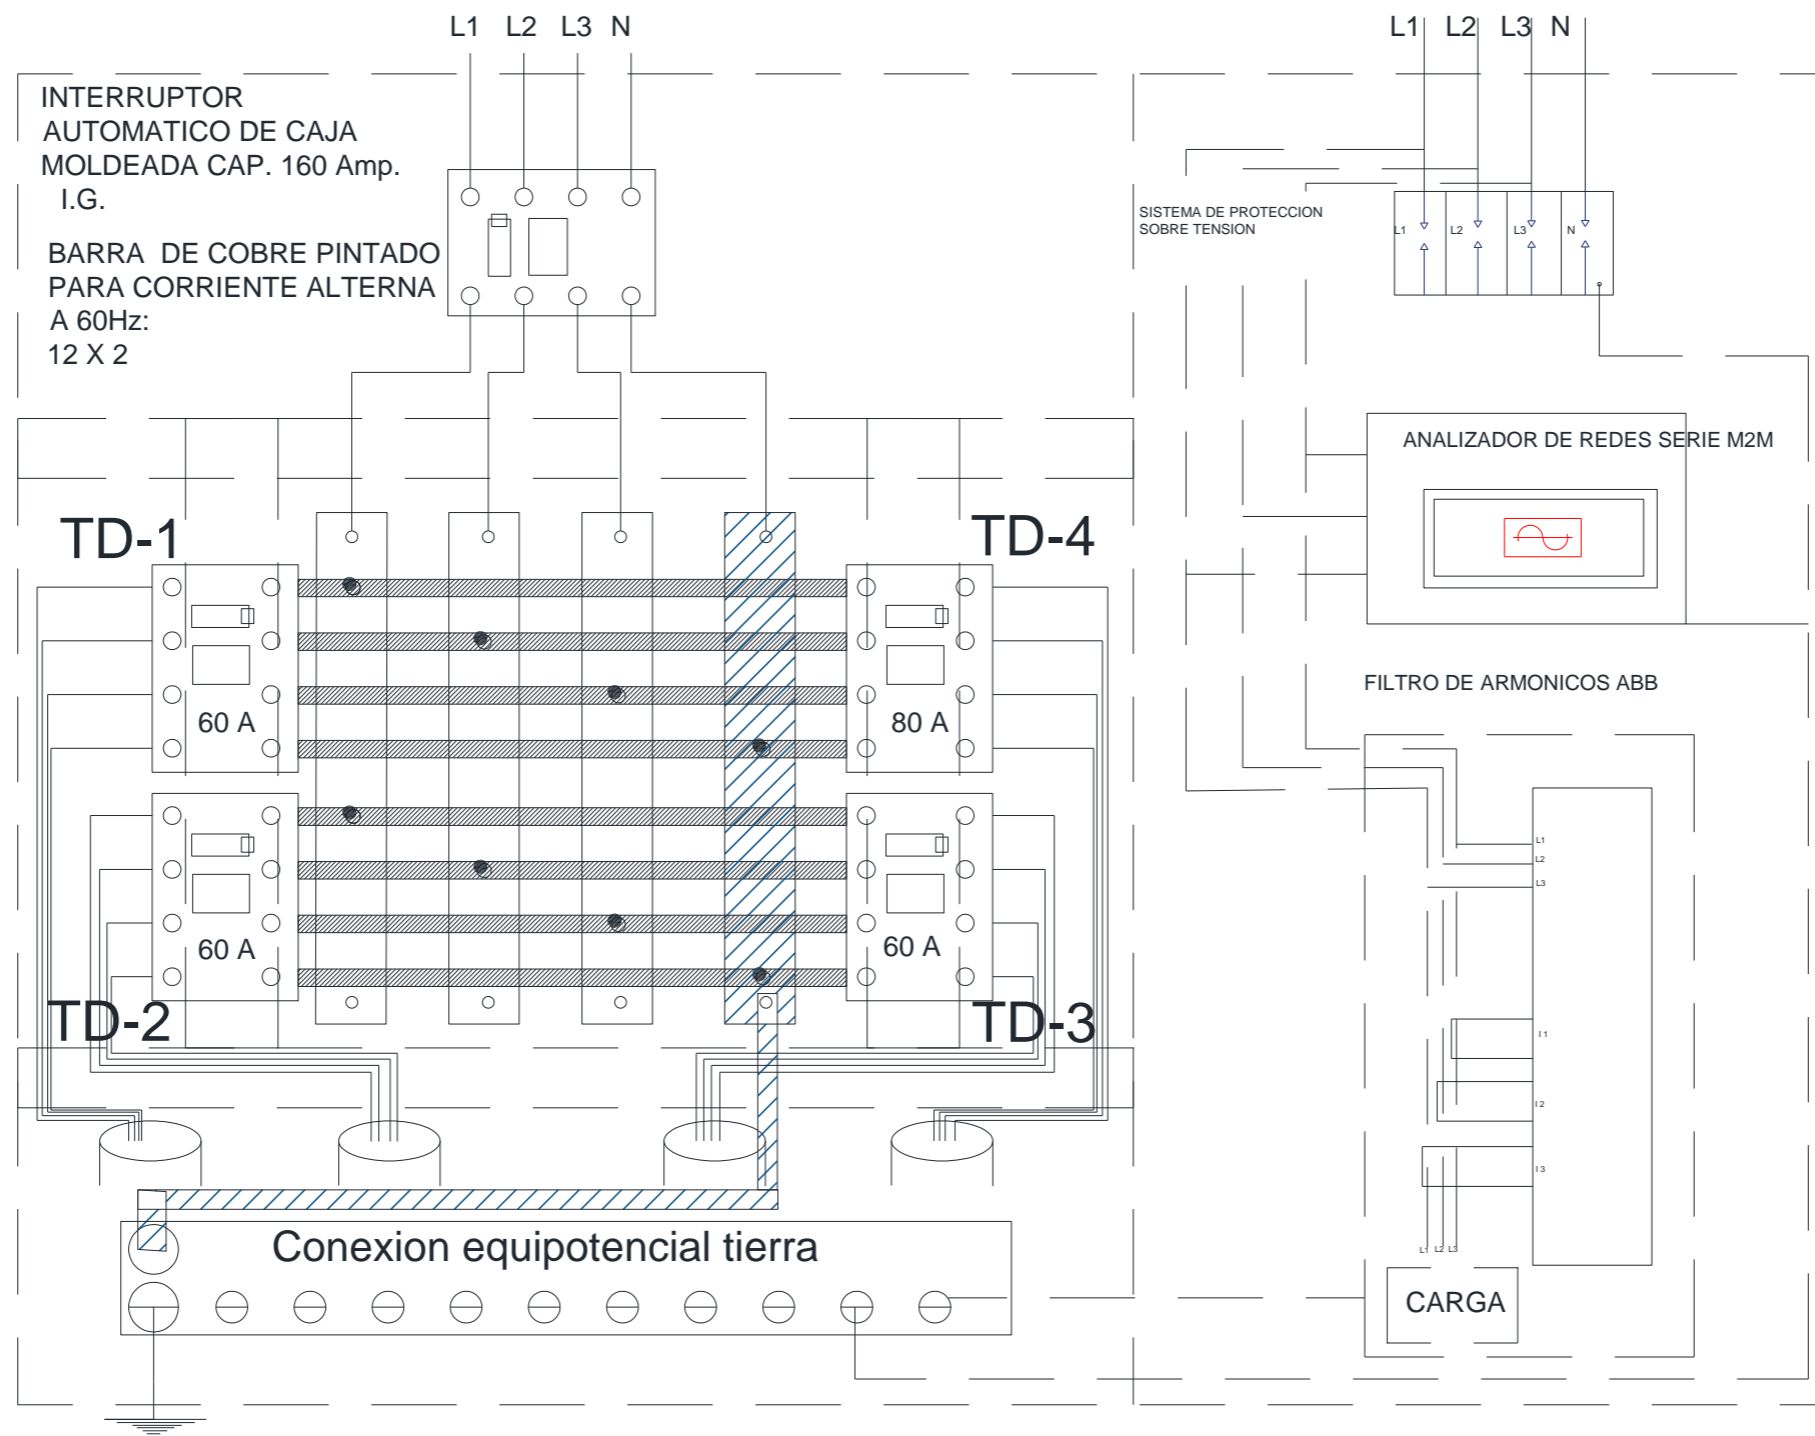 L1 L2 L3 N
INTERRUPTOR
AUTOMATICO DE CAJA
MOLDEADA CAP. 160 Amp.
I.G.
BARRA DE COBRE PINTADO
PARA CORRIENTE ALTERNA
A 60Hz:
12 X 2
TD-1
TD-4
60 A
80 A
60 A
60 A
TD-2
TD-3
Conexion equipotencial tierra
L1 L2 L3 N
SISTEMA DE PROTECCION
SOBRE TENSION
L1 L2 L3 N
ANALIZADOR DE REDES SERIE M2M
FILTRO DE ARMONICOS ABB
L1
L2
L3
I 1
I 2
I 3
L1 L2 L3
CARGA